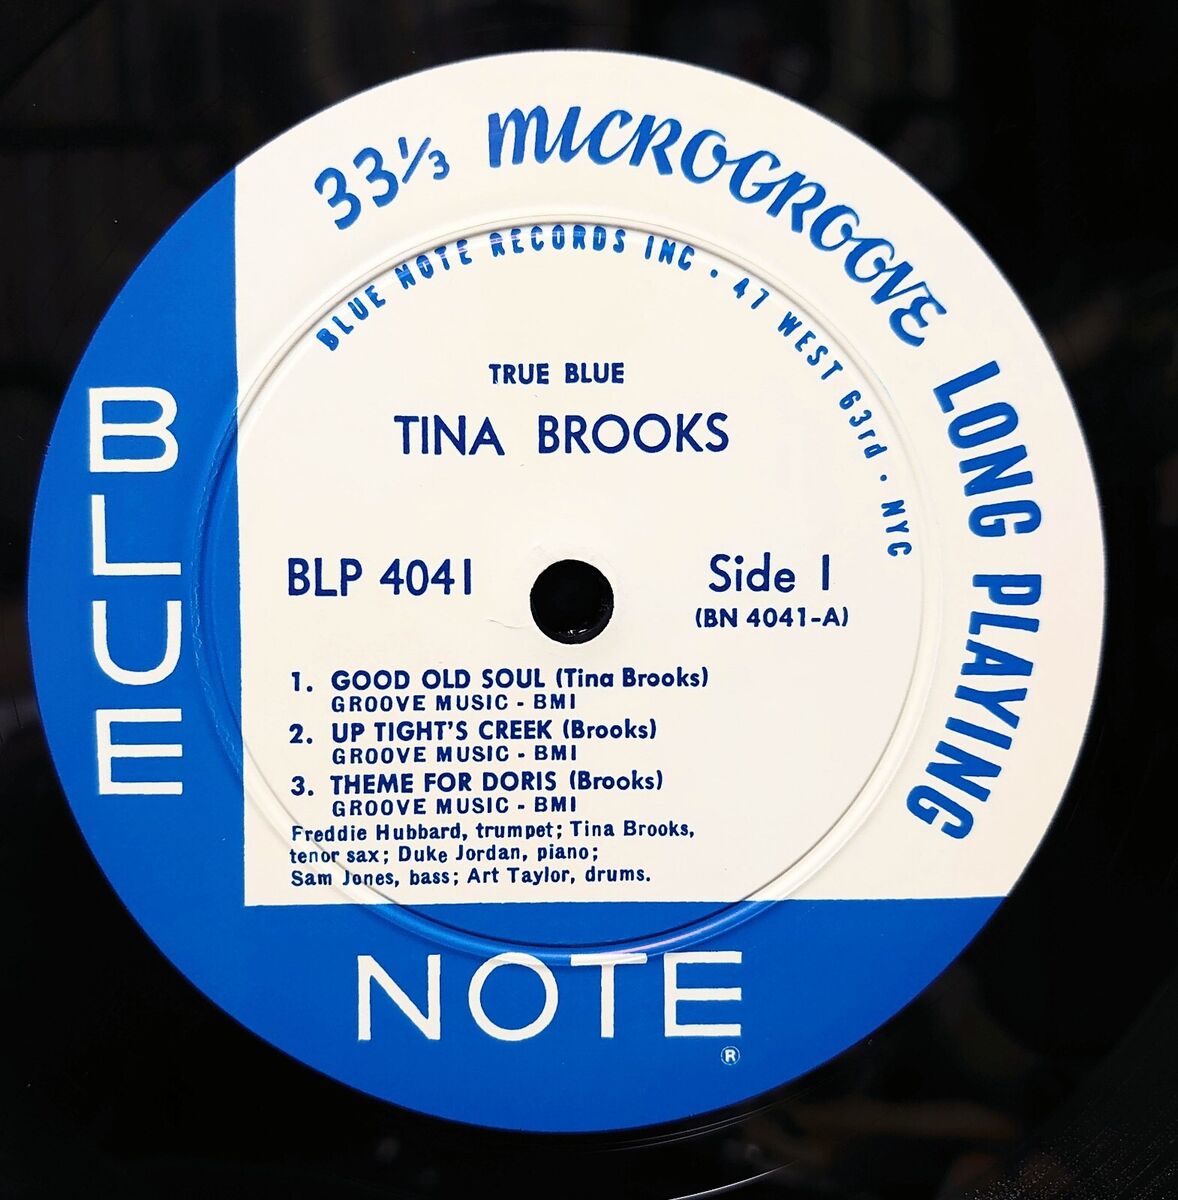 33⅓ MICROGROOVE LONG PLAYING
BLUE NOTE RECORDS INC · 47 WEST 63rd · NYC
TRUE BLUE
TINA BROOKS
BLP 4041
Side 1
(BN 4041-A)
1. GOOD OLD SOUL (Tina Brooks)
GROOVE MUSIC - BMI
2. UP TIGHT'S CREEK (Brooks)
GROOVE MUSIC - BMI
3. THEME FOR DORIS (Brooks)
GROOVE MUSIC - BMI
Freddie Hubbard, trumpet; Tina Brooks,
tenor sax; Duke Jordan, piano;
Sam Jones, bass; Art Taylor, drums.
BLUE
NOTE
®